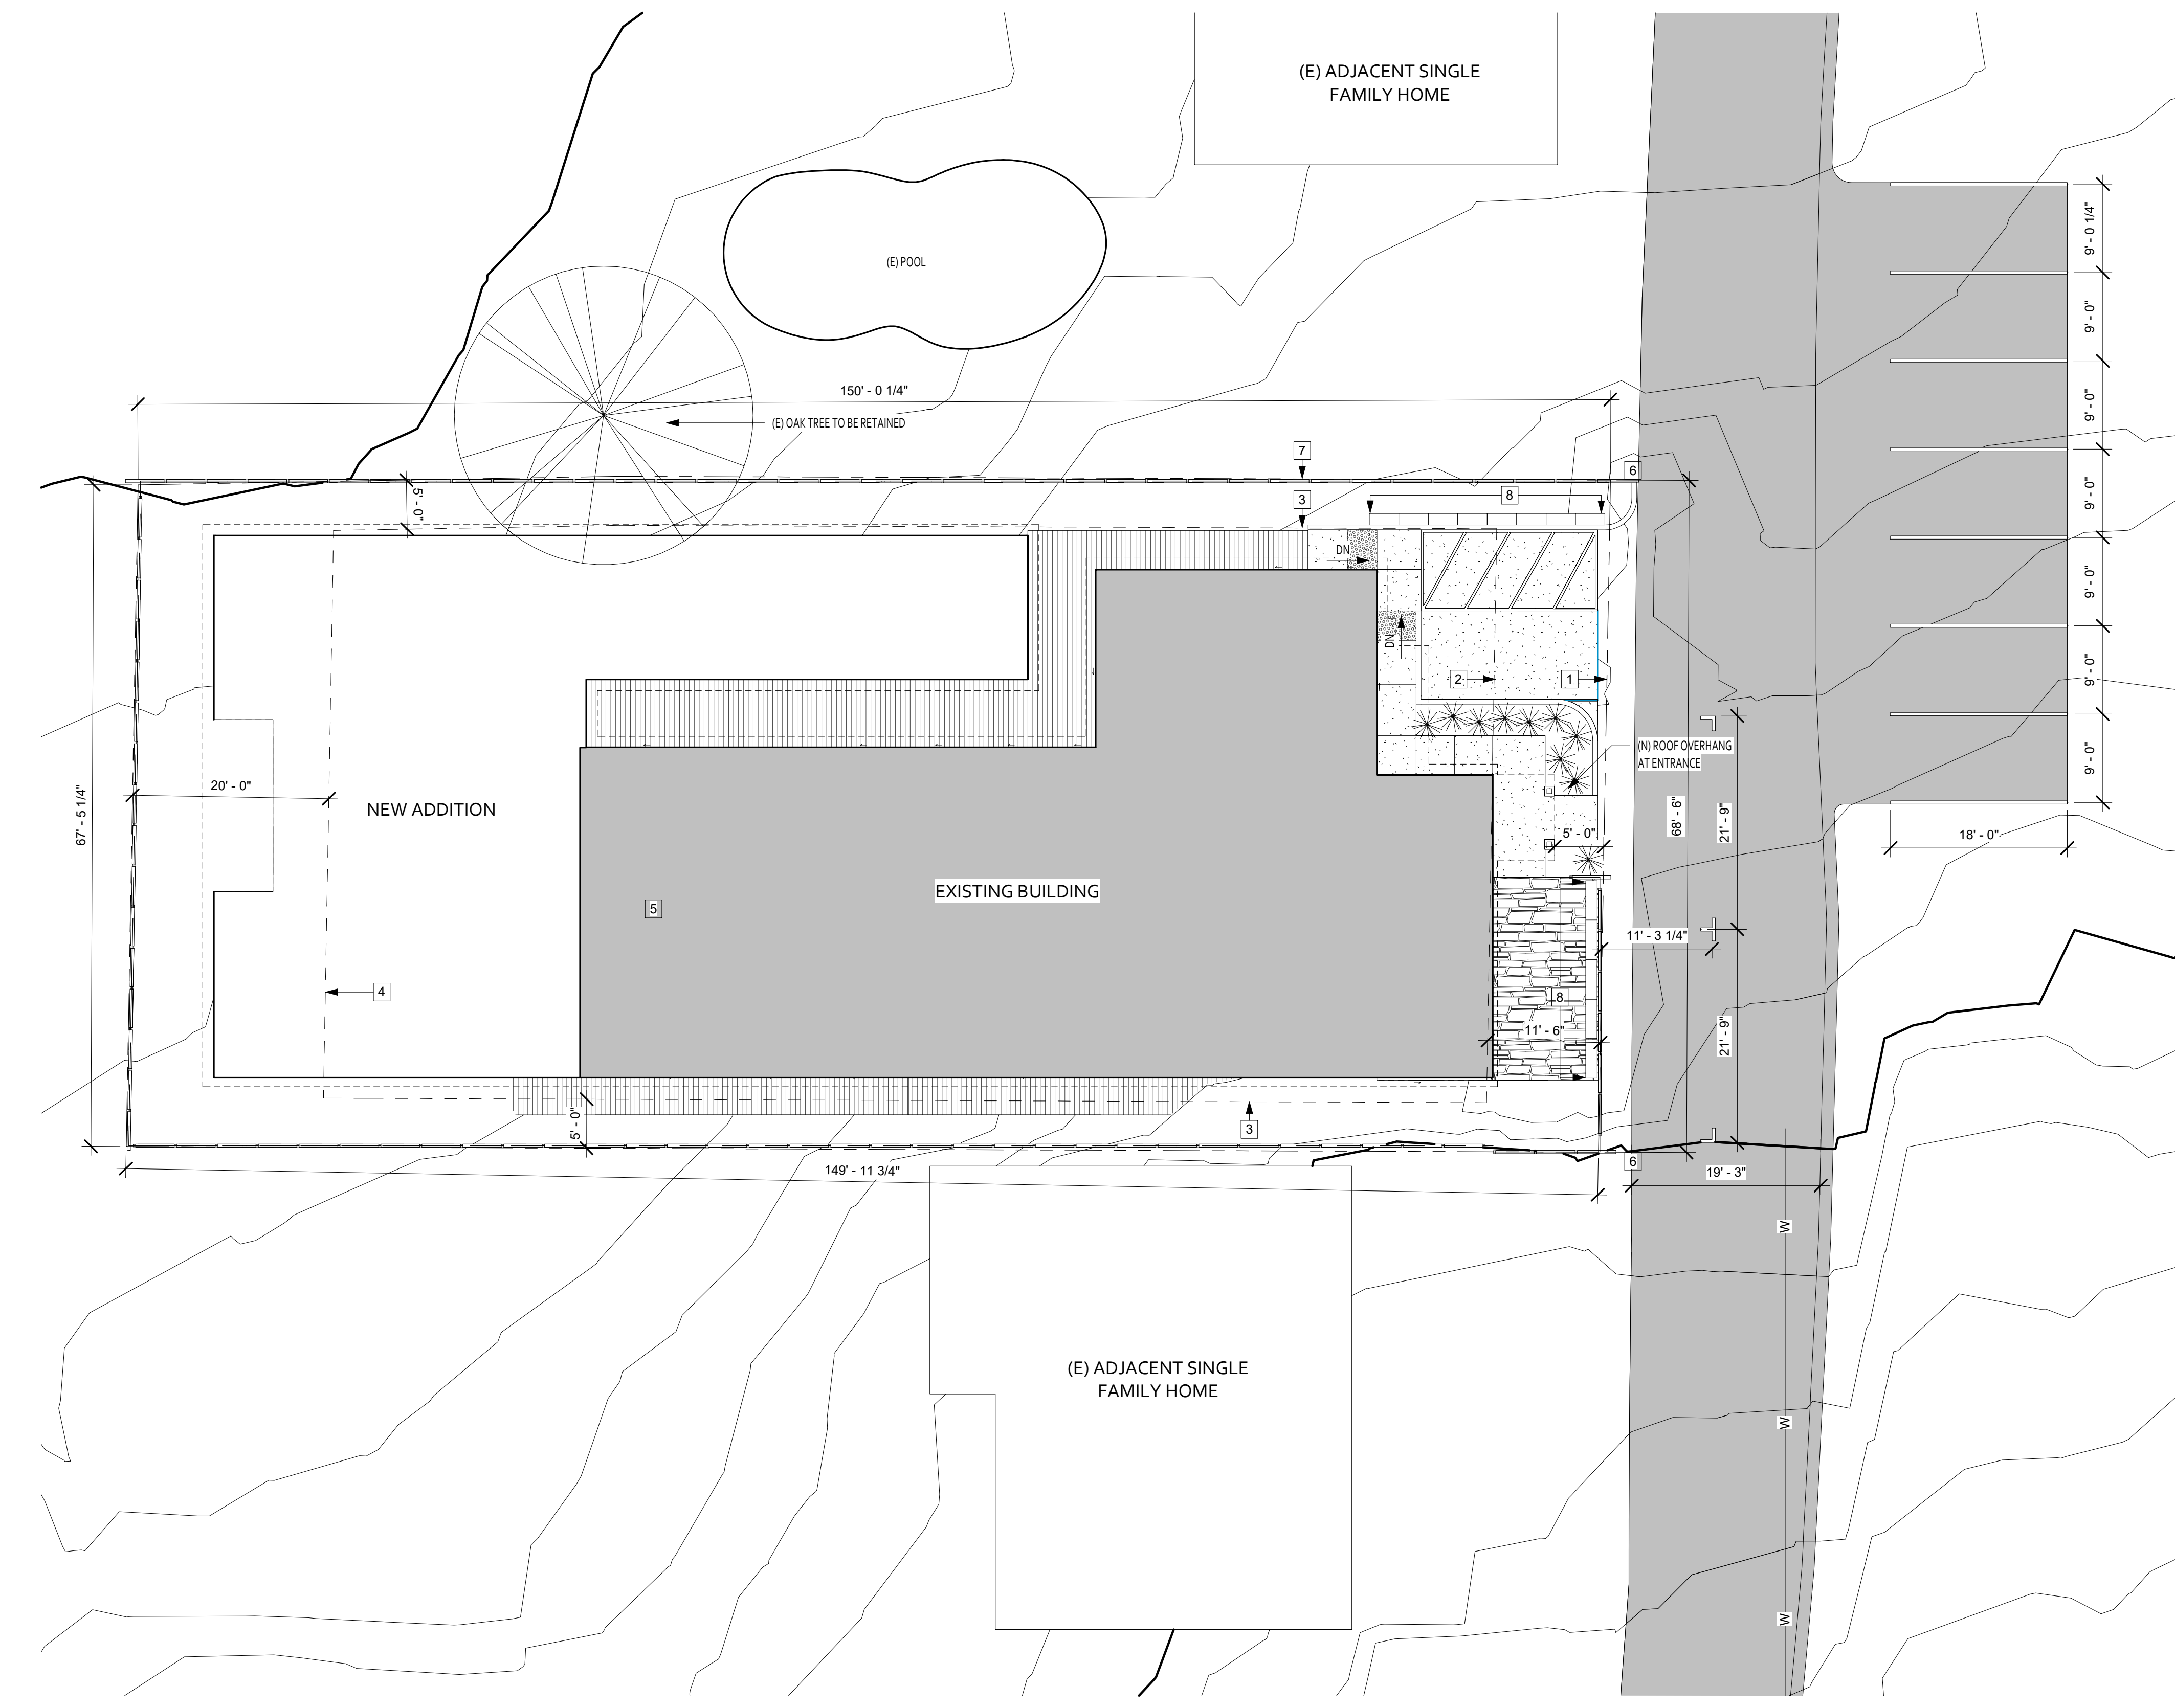 (E) ADJACENT SINGLE
FAMILY HOME
9' - 0 1/4"
(E) POOL
9' - 0"
150' - 0 1/4"
(E) OAK TREE TO BE RETAINED
9' - 0"
7
6
5' - 0"
3
8
9' - 0"
DN
9' - 0"
DN
2
1
9' - 0"
(N) ROOF OVERHANG
AT ENTRANCE
9' - 0"
20' - 0"
NEW ADDITION
67' - 5 1/4"
68' - 6"
21' - 9"
5' - 0"
18' - 0"
EXISTING BUILDING
5
11' - 3 1/4"
4
8
11' - 6"
21' - 9"
5' - 0"
3
6
149' - 11 3/4"
19' - 3"
W
(E) ADJACENT SINGLE
FAMILY HOME
W
W